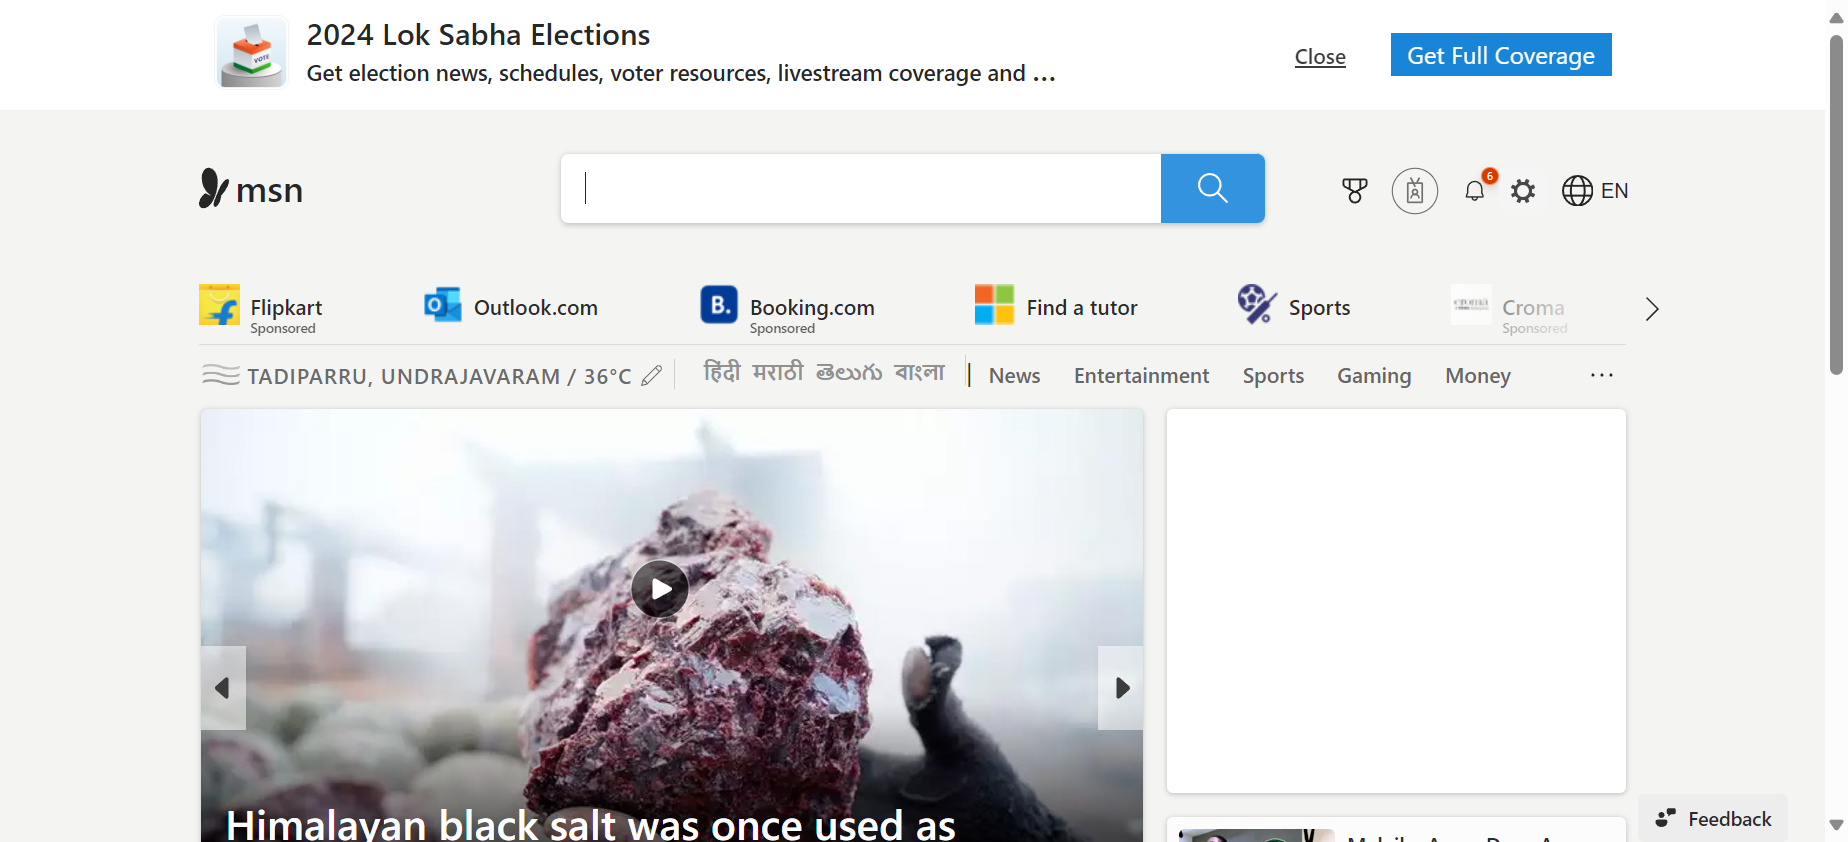 2024 Lok Sabha Elections
Get election news, schedules, voter resources, livestream coverage and ...
Close
Get Full Coverage
VOTE
msn
6
EN
Flipkart
Sponsored
Outlook.com
B.
Booking.com
Sponsored
Find a tutor
Sports
croma
Croma
Sponsored
TADIPARRU, UNDRAJAVARAM / 36°C
हिंदी मराठी తెలుగు বাংলা
News Entertainment Sports Gaming Money ...
Himalayan black salt was once used as
Feedback